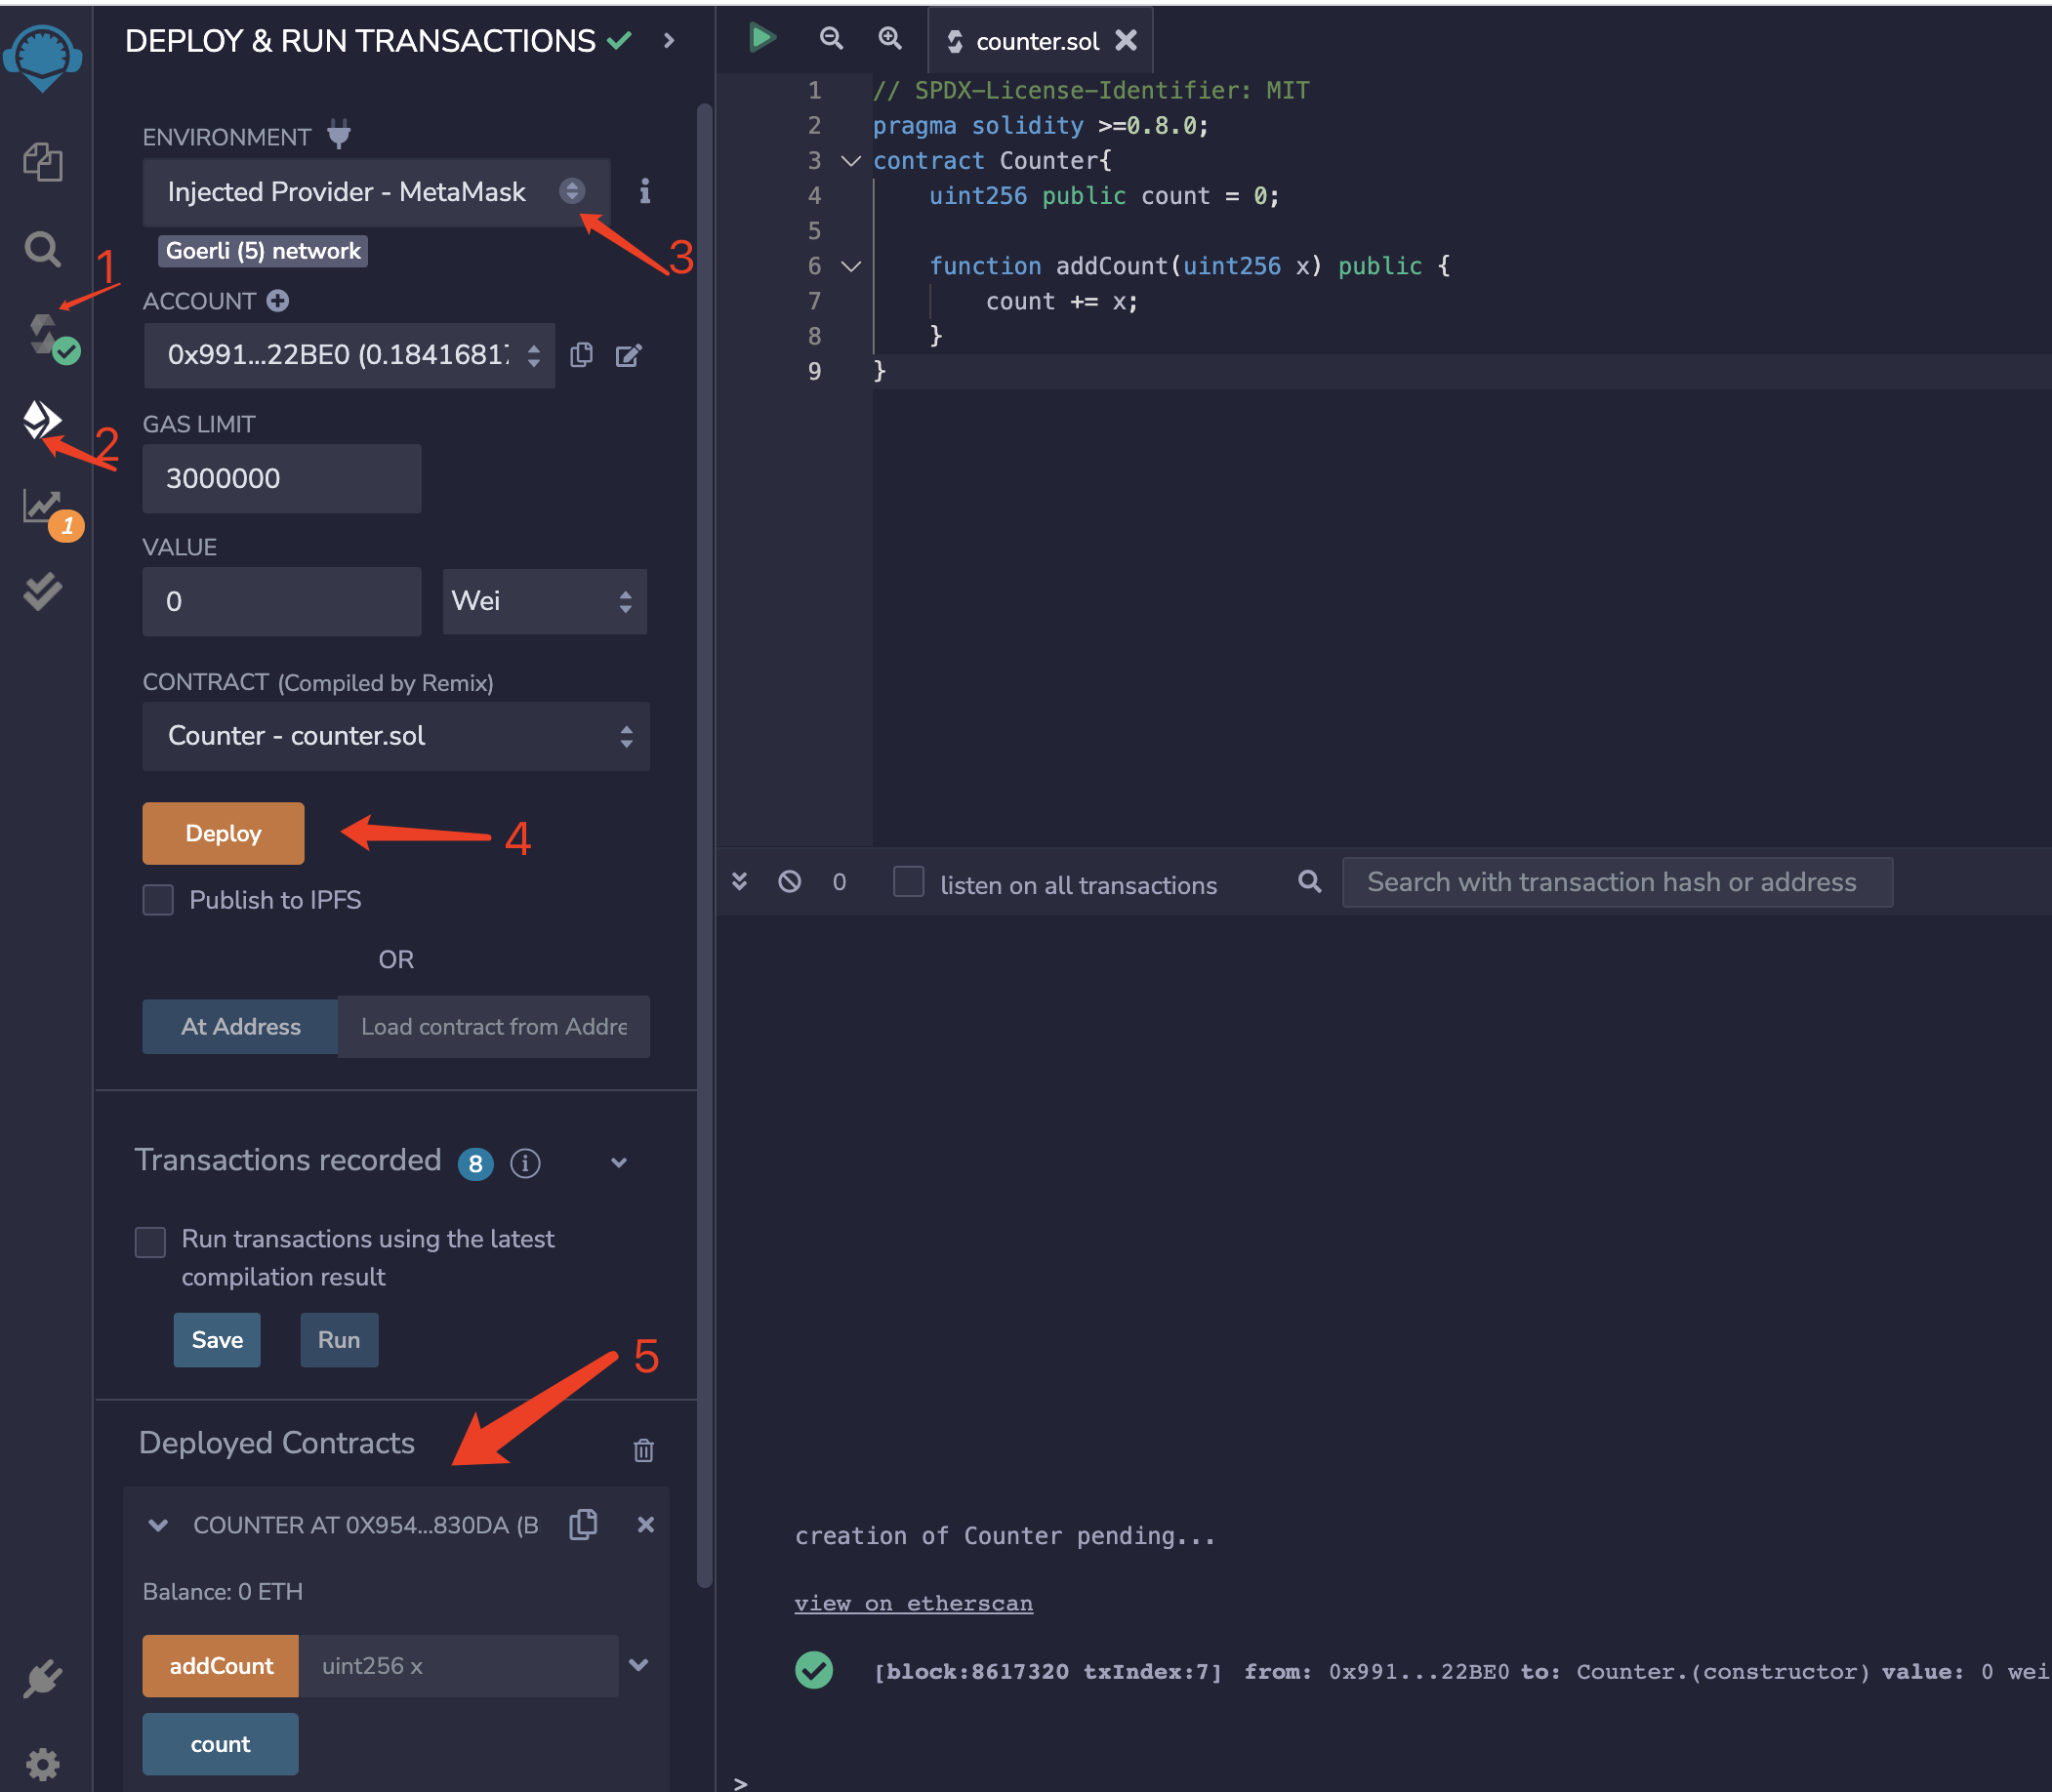 DEPLOY & RUN TRANSACTIONS
ENVIRONMENT
Injected Provider - MetaMask
3
Goerli (5) network
1
ACCOUNT
0x991...22BE0 (0.1841681
2
GAS LIMIT
3000000
1
VALUE
0
Wei
CONTRACT (Compiled by Remix)
Counter - counter.sol
Deploy
4
Publish to IPFS
OR
At Address
Load contract from Addre
Transactions recorded 8
Run transactions using the latest
compilation result
Save
Run
5
Deployed Contracts
COUNTER AT 0X954...830DA (B
Balance: 0 ETH
addCount
uint256 x
count
counter.sol
1 // SPDX-License-Identifier: MIT
2 pragma solidity >=0.8.0;
3 contract Counter{
4 uint256 public count = 0;
5
6 function addCount(uint256 x) public {
7 count += x;
8 }
9 }
0
listen on all transactions
Search with transaction hash or address
creation of Counter pending...
view on etherscan
[block:8617320 txIndex:7] from: 0x991...22BE0 to: Counter.(constructor) value: 0 wei
>